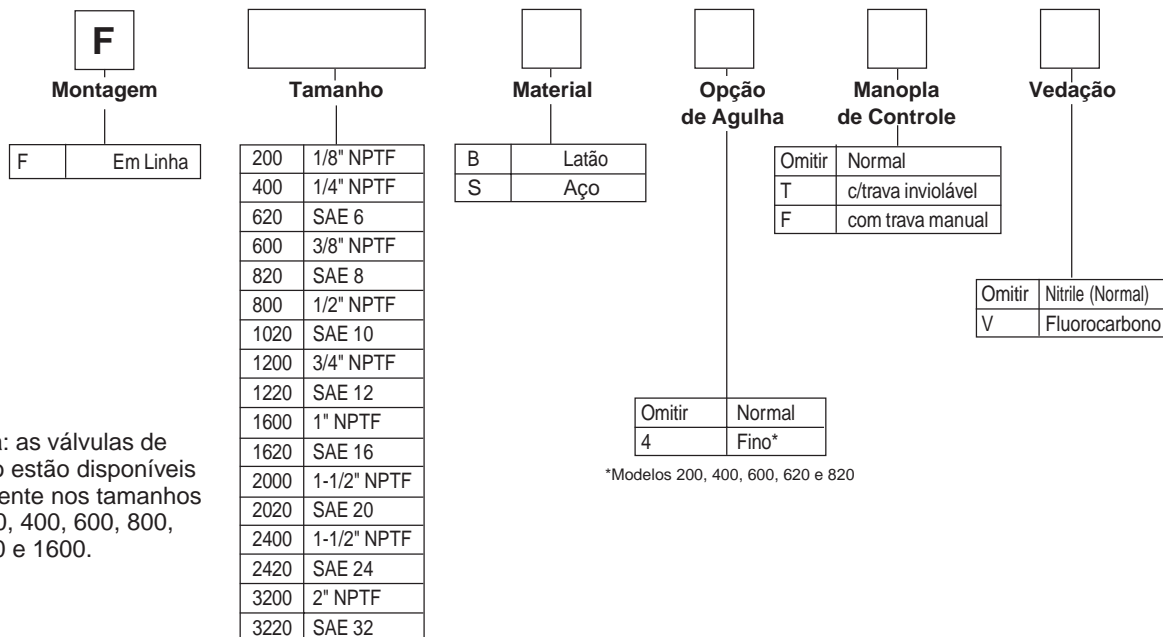 F
Montagem
F Em Linha
Tamanho
200 1/8" NPTF
400 1/4" NPTF
620 SAE 6
600 3/8" NPTF
820 SAE 8
800 1/2" NPTF
1020 SAE 10
1200 3/4" NPTF
1220 SAE 12
1600 1" NPTF
1620 SAE 16
2000 1-1/2" NPTF
2020 SAE 20
2400 1-1/2" NPTF
2420 SAE 24
3200 2" NPTF
3220 SAE 32
Material
B Latão
S Aço
Opção
de Agulha
Omitir Normal
4 Fino*
*Modelos 200, 400, 600, 620 e 820
Manopla
de Controle
Omitir Normal
T c/trava inviolável
F com trava manual
Vedação
Omitir Nitrile (Normal)
V Fluorocarbono
as válvulas de
estão disponíveis
nos tamanhos
400, 600, 800,
e 1600.